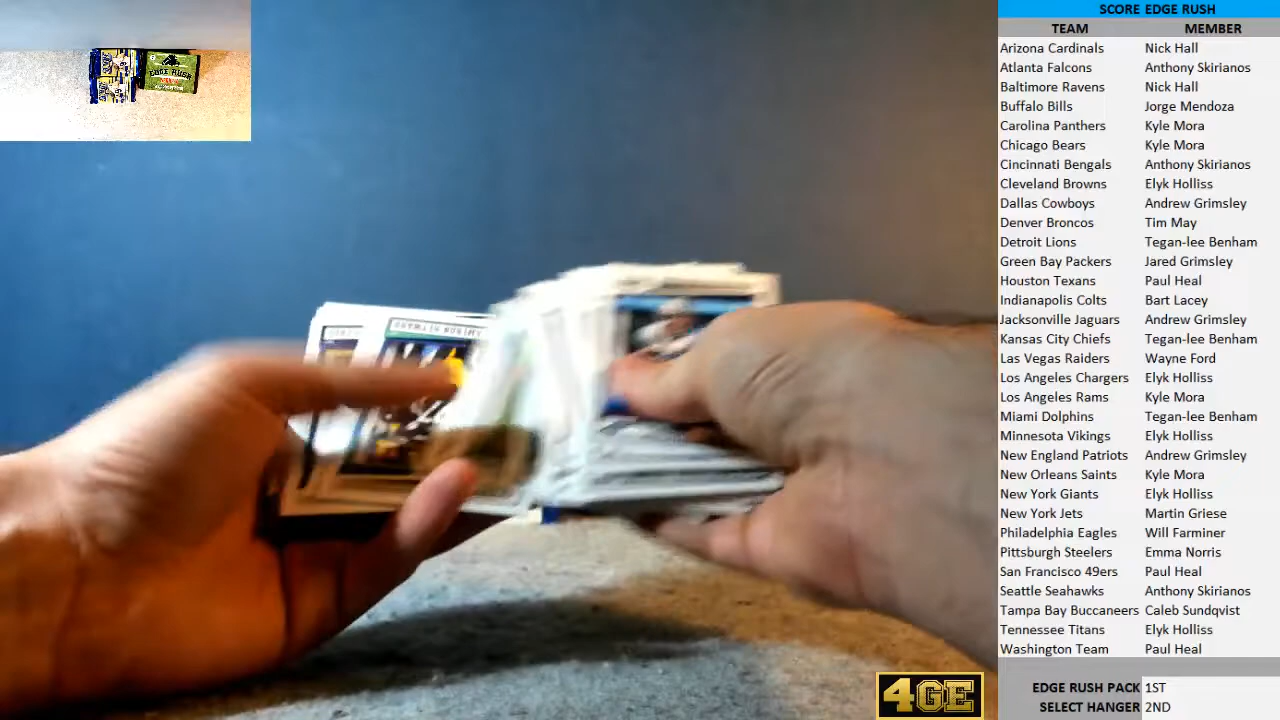 SCORE EDGE RUSH
TEAM MEMBER
Arizona Cardinals Nick Hall
Atlanta Falcons Anthony Skirianos
Baltimore Ravens Nick Hall
Buffalo Bills Jorge Mendoza
Carolina Panthers Kyle Mora
Chicago Bears Kyle Mora
Cincinnati Bengals Anthony Skirianos
Cleveland Browns Elyk Holliss
Dallas Cowboys Andrew Grimsley
Denver Broncos Tim May
Detroit Lions Tegan-lee Benham
Green Bay Packers Jared Grimsley
Houston Texans Paul Heal
Indianapolis Colts Bart Lacey
Jacksonville Jaguars Andrew Grimsley
Kansas City Chiefs Tegan-lee Benham
Las Vegas Raiders Wayne Ford
Los Angeles Chargers Elyk Holliss
Los Angeles Rams Kyle Mora
Miami Dolphins Tegan-lee Benham
Minnesota Vikings Elyk Holliss
New England Patriots Andrew Grimsley
New Orleans Saints Kyle Mora
New York Giants Elyk Holliss
New York Jets Martin Griese
Philadelphia Eagles Will Farminer
Pittsburgh Steelers Emma Norris
San Francisco 49ers Paul Heal
Seattle Seahawks Anthony Skirianos
Tampa Bay Buccaneers Caleb Sundqvist
Tennessee Titans Elyk Holliss
Washington Team Paul Heal
EDGE RUSH PACK 1ST
SELECT HANGER 2ND
4GE
EDGE RUSH